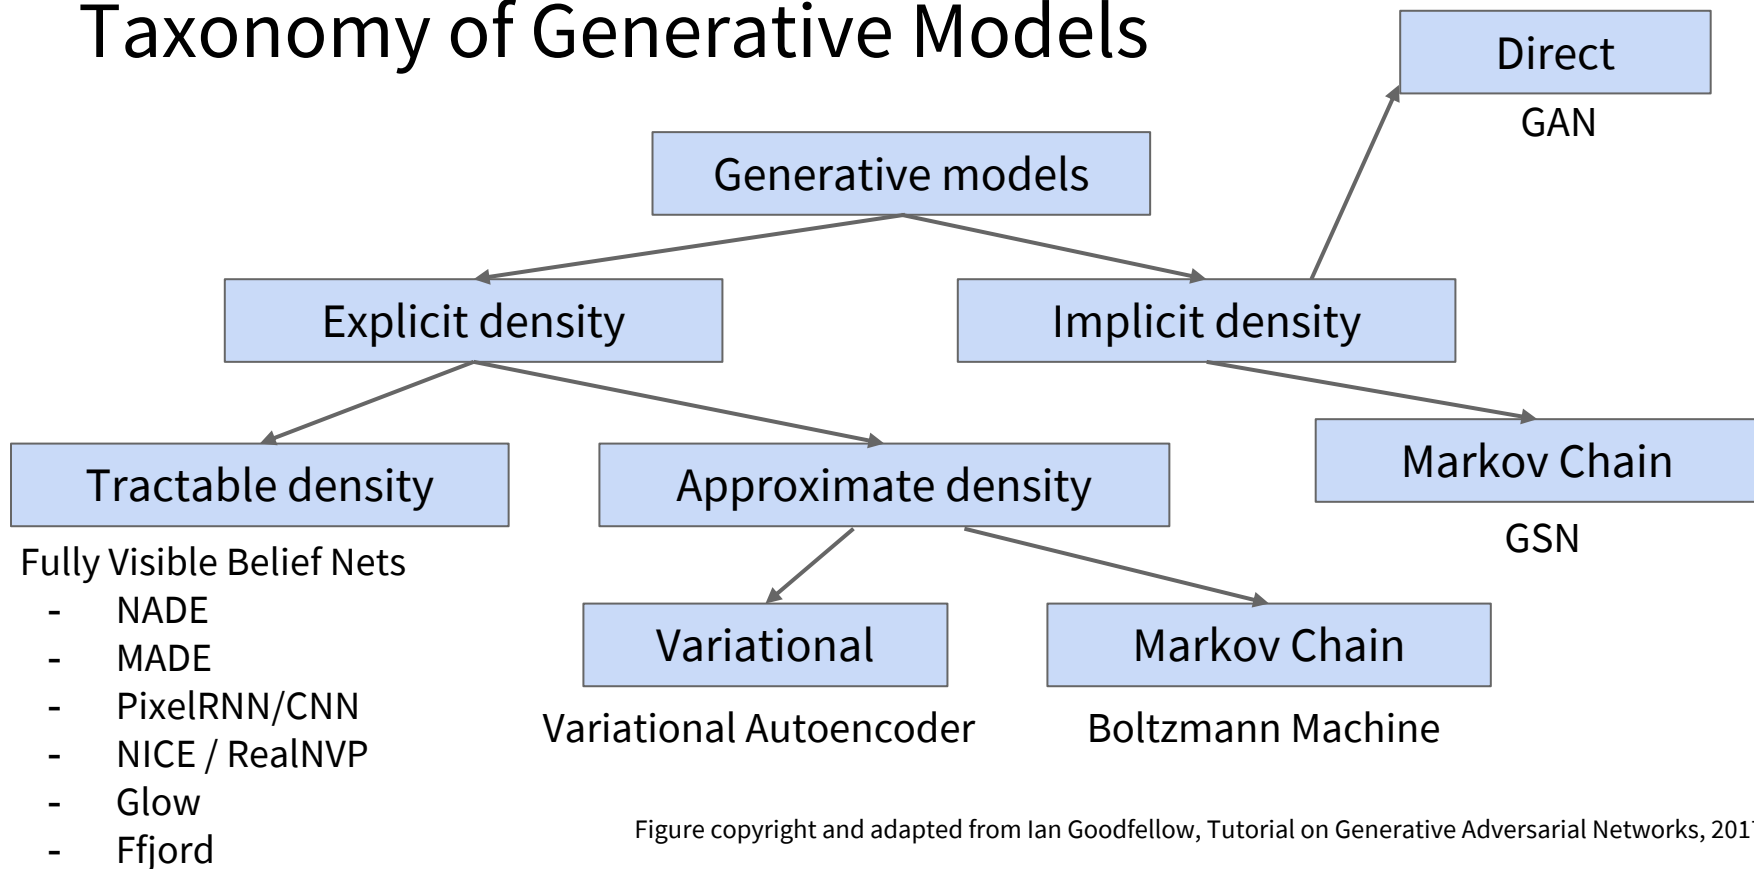 Taxonomy of Generative Models
Direct
GAN
Generative models
Explicit density
Implicit density
Tractable density
Approximate density
Markov Chain
GSN
Fully Visible Belief Nets
- NADE
- MADE
- PixelRNN/CNN
- NICE / RealNVP
- Glow
- Ffjord
Variational
Markov Chain
Variational Autoencoder
Boltzmann Machine
Figure copyright and adapted from Ian Goodfellow, Tutorial on Generative Adversarial Networks, 2017